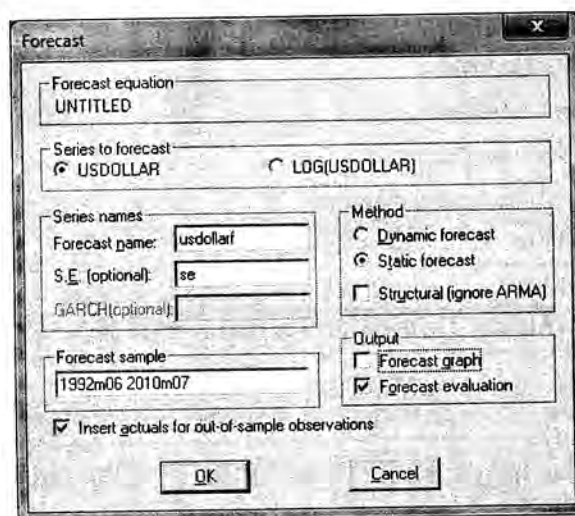 Forecast
Forecast equation
UNTITLED
Series to forecast
USDOLLAR
LOG(USDOLLAR)
Series names
Forecast name: usdollarf
S.E. (optional): se
GARCH(optional):
Method
Dynamic forecast
Static forecast
Structural (ignore ARMA)
Forecast sample
1992m06 2010m07
Output
Forecast graph
Forecast evaluation
Insert actuals for out-of-sample observations
OK
Cancel